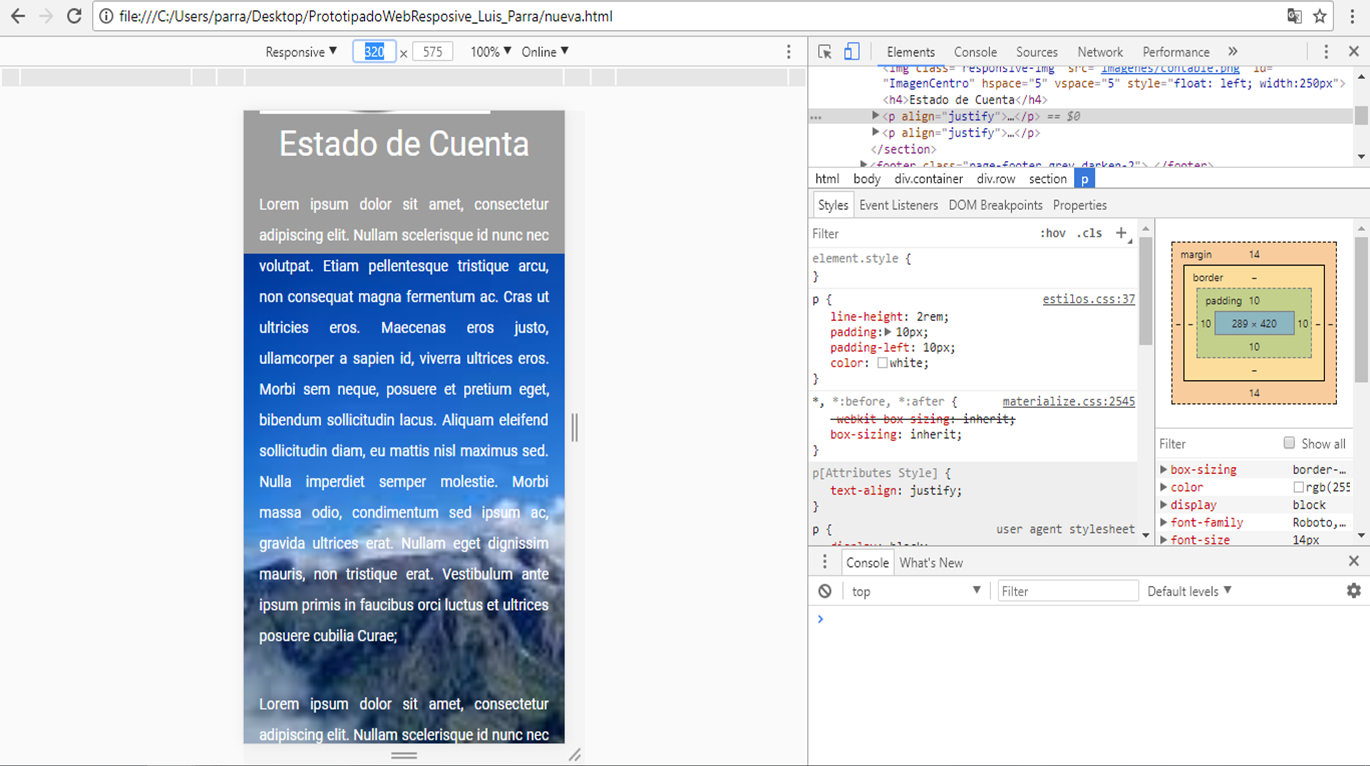 file:///C:/Users/parra/Desktop/PrototipadoWebResposive_Luis_Parra/nueva.html
Responsive ▼ 320 × 575 100% ▼ Online ▼
Estado de Cuenta
Lorem ipsum dolor sit amet, consectetur
adipiscing elit. Nullam scelerisque id nunc nec
volutpat. Etiam pellentesque tristique arcu,
non consequat magna fermentum ac. Cras ut
ultricies eros. Maecenas eros justo,
ullamcorper a sapien id, viverra ultrices eros.
Morbi sem neque, posuere et pretium eget,
bibendum sollicitudin lacus. Aliquam eleifend
sollicitudin diam, eu mattis nisl maximus sed.
Nulla imperdiet semper molestie. Morbi
massa odio, condimentum sed ipsum ac,
gravida ultrices erat. Nullam eget dignissim
mauris, non tristique erat. Vestibulum ante
ipsum primis in faucibus orci luctus et ultrices
posuere cubilia Curae;
Lorem ipsum dolor sit amet, consectetur
adipiscing elit. Nullam scelerisque id nunc nec
Elements Console Sources Network Performance »
<img class="responsive-img" src="imagenes/contable.png" id=
"ImagenCentro" hspace="5" vspace="5" style="float: left; width:250px">
<h4>Estado de Cuenta</h4>
… ▶<p align="justify">…</p> == $0
▶<p align="justify">…</p>
</section>
▶<footer class="page-footer grey darken-2">…</footer>
html body div.container div.row section p
Styles Event Listeners DOM Breakpoints Properties
Filter :hov .cls +
element.style {
}
p { estilos.css:37
line-height: 2rem;
padding:▶ 10px;
padding-left: 10px;
color: white;
}
*, *:before, *:after { materialize.css:2545
-webkit-box-sizing: inherit;
box-sizing: inherit;
}
p[Attributes Style] {
text-align: justify;
}
p { user agent stylesheet
display: block;
margin 14
border –
padding 10
– – 10 289 × 420 10 – –
10
–
14
Filter Show all
▶ box-sizing border-…
▶ color rgb(255
▶ display block
▶ font-family Roboto,…
▶ font-size 14px
Console What's New
top ▼ Filter Default levels ▼